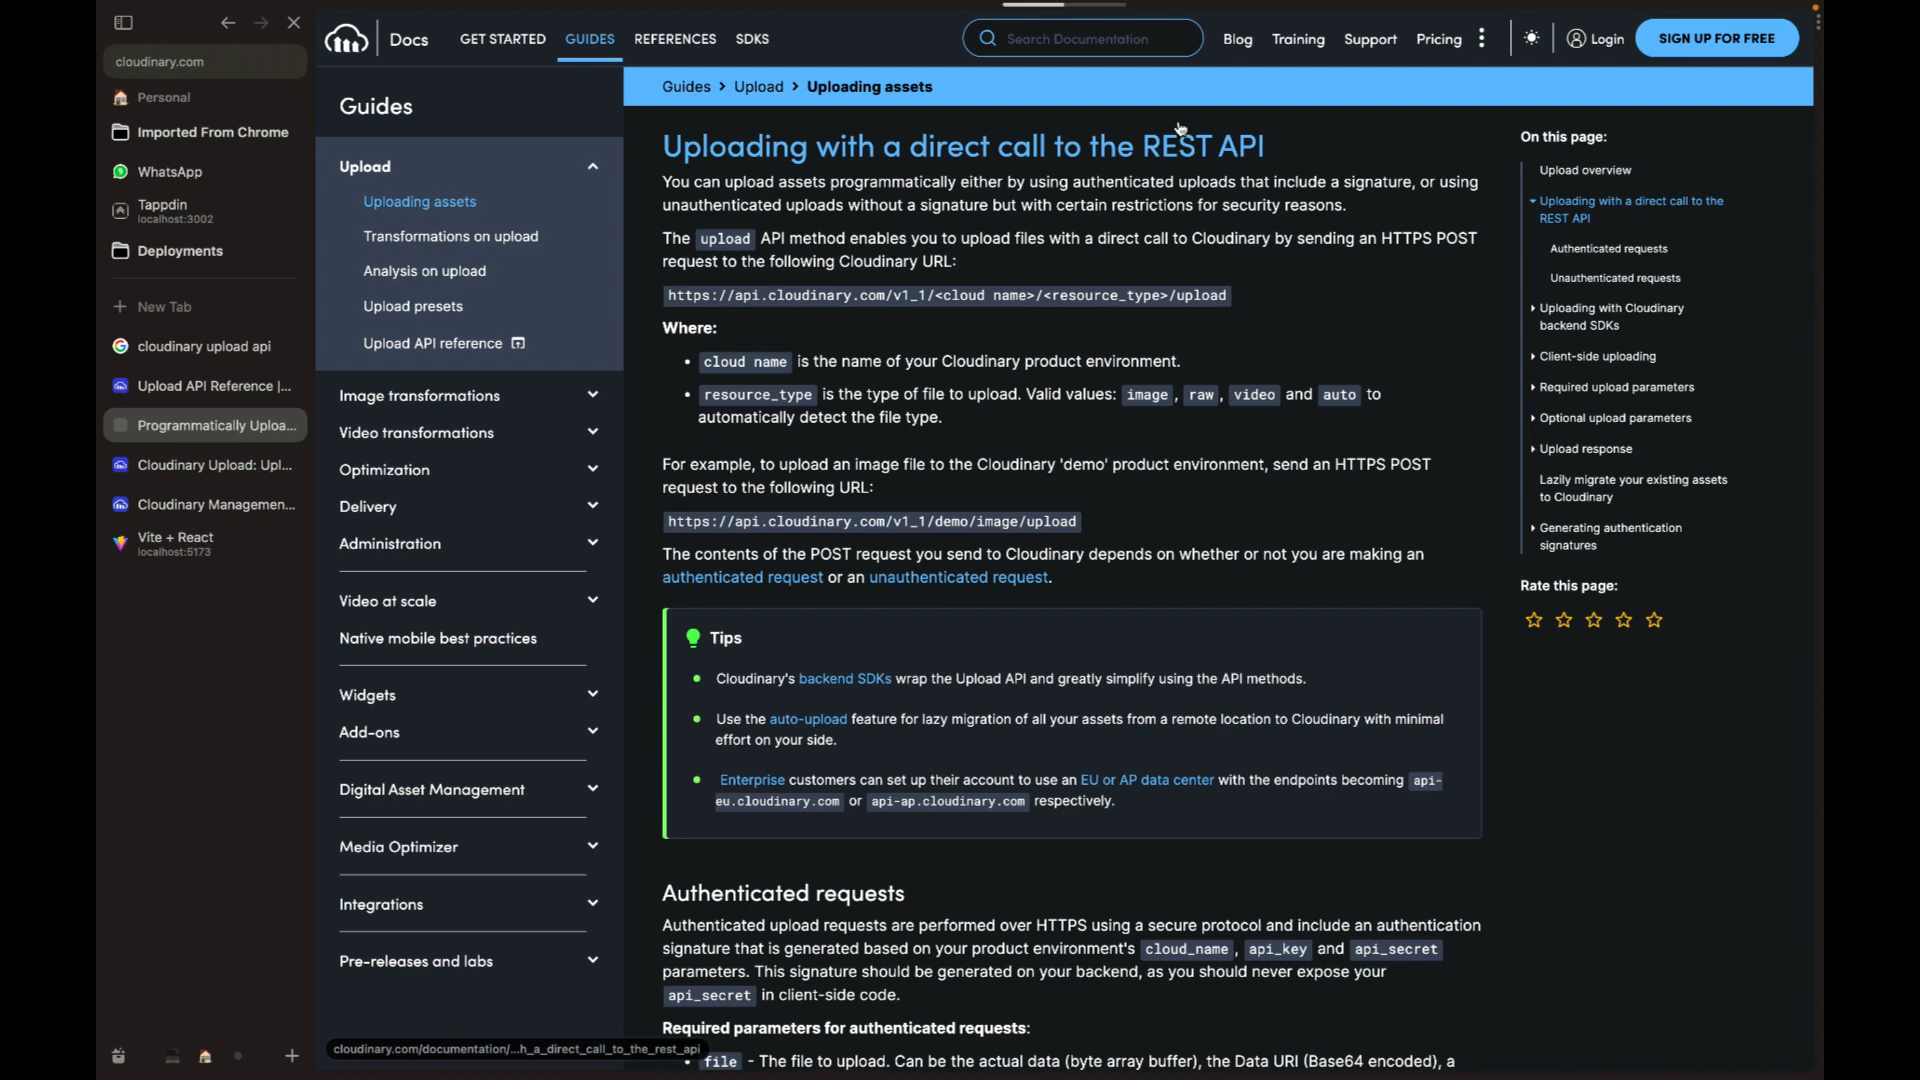 cloudinary.com
Personal
Imported From Chrome
WhatsApp
Tappdin
localhost:3002
Deployments
New Tab
cloudinary upload api
Upload API Reference |...
Programmatically Uploa...
Cloudinary Upload: Upl...
Cloudinary Managemen...
Vite + React
localhost:5173
Docs
GET STARTED
GUIDES
REFERENCES
SDKS
Search Documentation
Blog
Training
Support
Pricing
Login
SIGN UP FOR FREE
Guides
Upload
Uploading assets
Transformations on upload
Analysis on upload
Upload presets
Upload API reference
Image transformations
Video transformations
Optimization
Delivery
Administration
Video at scale
Native mobile best practices
Widgets
Add-ons
Digital Asset Management
Media Optimizer
Integrations
Pre-releases and labs
cloudinary.com/documentation/...h_a_direct_call_to_the_rest_api
Guides > Upload > Uploading assets
Uploading with a direct call to the REST API
You can upload assets programmatically either by using authenticated uploads that include a signature, or using
unauthenticated uploads without a signature but with certain restrictions for security reasons.
The upload API method enables you to upload files with a direct call to Cloudinary by sending an HTTPS POST
request to the following Cloudinary URL:
https://api.cloudinary.com/v1_1/<cloud name>/<resource_type>/upload
Where:
• cloud name is the name of your Cloudinary product environment.
• resource_type is the type of file to upload. Valid values: image, raw, video and auto to
automatically detect the file type.
For example, to upload an image file to the Cloudinary 'demo' product environment, send an HTTPS POST
request to the following URL:
https://api.cloudinary.com/v1_1/demo/image/upload
The contents of the POST request you send to Cloudinary depends on whether or not you are making an
authenticated request or an unauthenticated request.
Tips
• Cloudinary's backend SDKs wrap the Upload API and greatly simplify using the API methods.
• Use the auto-upload feature for lazy migration of all your assets from a remote location to Cloudinary with minimal
effort on your side.
• Enterprise customers can set up their account to use an EU or AP data center with the endpoints becoming api-
eu.cloudinary.com or api-ap.cloudinary.com respectively.
Authenticated requests
Authenticated upload requests are performed over HTTPS using a secure protocol and include an authentication
signature that is generated based on your product environment's cloud_name, api_key and api_secret
parameters. This signature should be generated on your backend, as you should never expose your
api_secret in client-side code.
Required parameters for authenticated requests:
• file - The file to upload. Can be the actual data (byte array buffer), the Data URI (Base64 encoded), a
On this page:
Upload overview
Uploading with a direct call to the
REST API
Authenticated requests
Unauthenticated requests
Uploading with Cloudinary
backend SDKs
Client-side uploading
Required upload parameters
Optional upload parameters
Upload response
Lazily migrate your existing assets
to Cloudinary
Generating authentication
signatures
Rate this page: